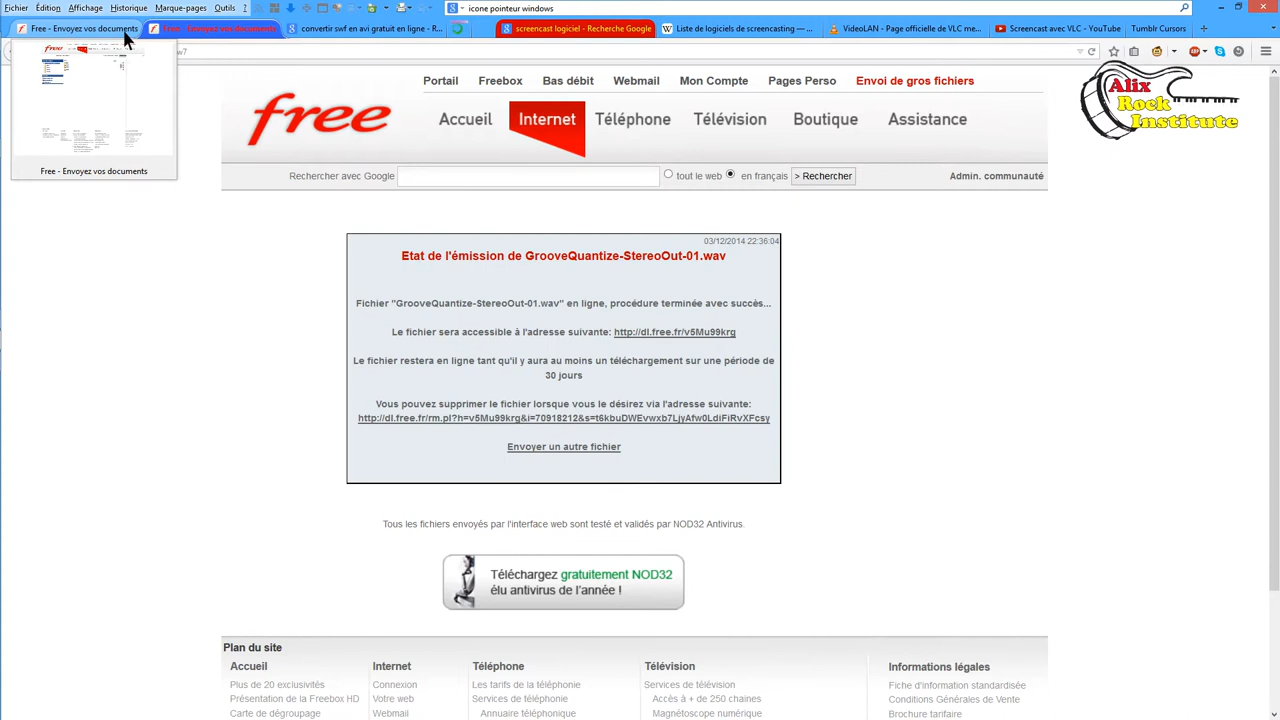 Fichier Édition Affichage Historique Marque-pages Outils ?
icone pointeur windows
Free - Envoyez vos documents
Free - Envoyez vos documents
convertir swf en avi gratuit en ligne - R...
screencast logiciel - Recherche Google
Liste de logiciels de screencasting — ...
VideoLAN - Page officielle de VLC me...
Screencast avec VLC - YouTube
Tumblr Cursors
w7
Free - Envoyez vos documents
Portail Freebox Bas débit Webmail Mon Compte Pages Perso Envoi de gros fichiers
Alix
Rock
Institute
free
Accueil Internet Téléphone Télévision Boutique Assistance
Rechercher avec Google tout le web en français > Rechercher Admin. communauté
03/12/2014 22:36:04
Etat de l'émission de GrooveQuantize-StereoOut-01.wav
Fichier "GrooveQuantize-StereoOut-01.wav" en ligne, procédure terminée avec succès...
Le fichier sera accessible à l'adresse suivante: http://dl.free.fr/v5Mu99krg
Le fichier restera en ligne tant qu'il y aura au moins un téléchargement sur une période de
30 jours
Vous pouvez supprimer le fichier lorsque vous le désirez via l'adresse suivante:
http://dl.free.fr/rm.pl?h=v5Mu99krg&i=70918212&s=t6kbuDWEvwxb7LjyAfw0LdiFiRvXFcsy
Envoyer un autre fichier
Tous les fichiers envoyés par l'interface web sont testé et validés par NOD32 Antivirus.
Téléchargez gratuitement NOD32
élu antivirus de l'année !
Plan du site
Accueil Internet Téléphone Télévision Informations légales
Plus de 20 exclusivités Connexion Les tarifs de la téléphonie Services de télévision Fiche d'information standardisée
Présentation de la Freebox HD Votre web Services de téléphonie Accès à + de 250 chaines Conditions Générales de Vente
Carte de dégroupage Webmail Annuaire téléphonique Magnétoscope numérique Brochure tarifaire